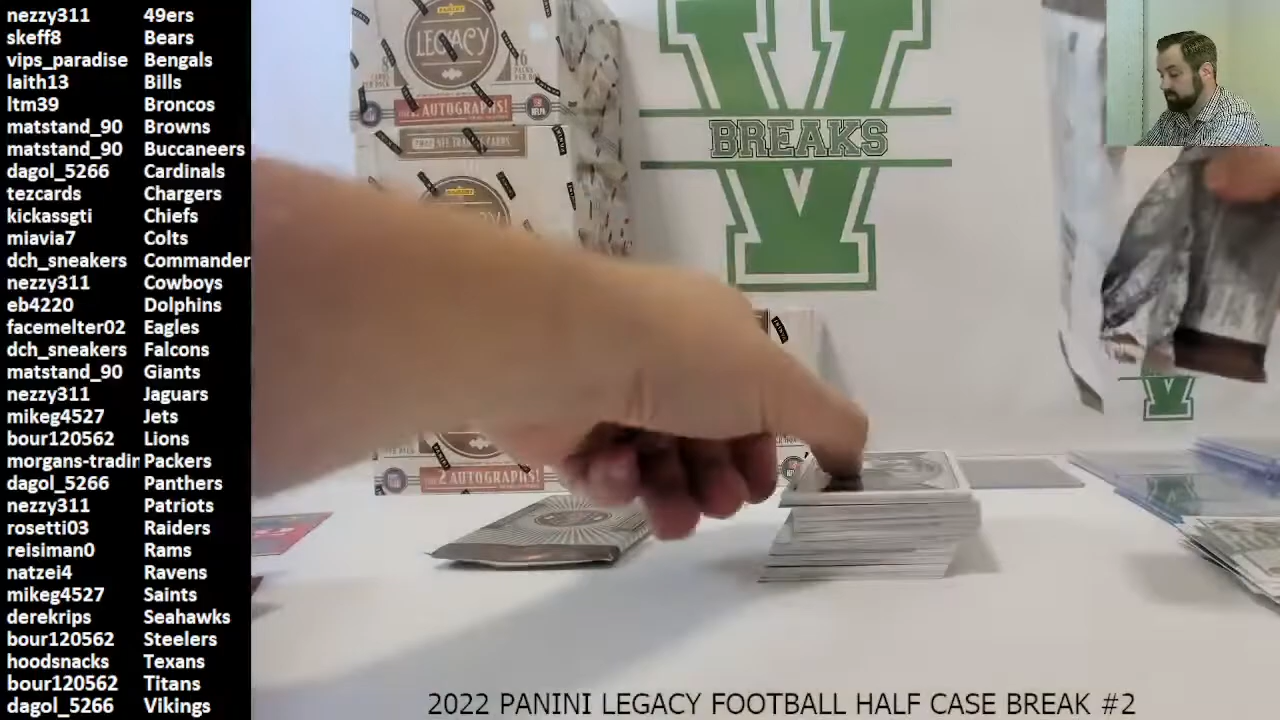 nezzy311 49ers
skeff8 Bears
vips_paradise Bengals
laith13 Bills
ltm39 Broncos
matstand_90 Browns
matstand_90 Buccaneers
dagol_5266 Cardinals
tezcards Chargers
kickassgti Chiefs
miavia7 Colts
dch_sneakers Commander
nezzy311 Cowboys
eb4220 Dolphins
facemelter02 Eagles
dch_sneakers Falcons
matstand_90 Giants
nezzy311 Jaguars
mikeg4527 Jets
bour120562 Lions
morgans-tradin Packers
dagol_5266 Panthers
nezzy311 Patriots
rosetti03 Raiders
reisiman0 Rams
natzei4 Ravens
mikeg4527 Saints
derekrips Seahawks
bour120562 Steelers
hoodsnacks Texans
bour120562 Titans
dagol_5266 Vikings
PANINI
LEGACY
AUTOGRAPHS!
V
BREAKS
2 AUTOGRAPHS!
2022 PANINI LEGACY FOOTBALL HALF CASE BREAK #2